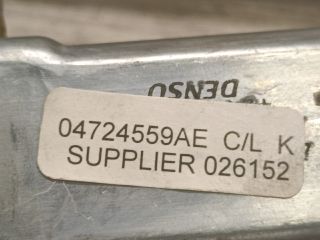 DENSO
04724559AE C/L K
SUPPLIER 026152